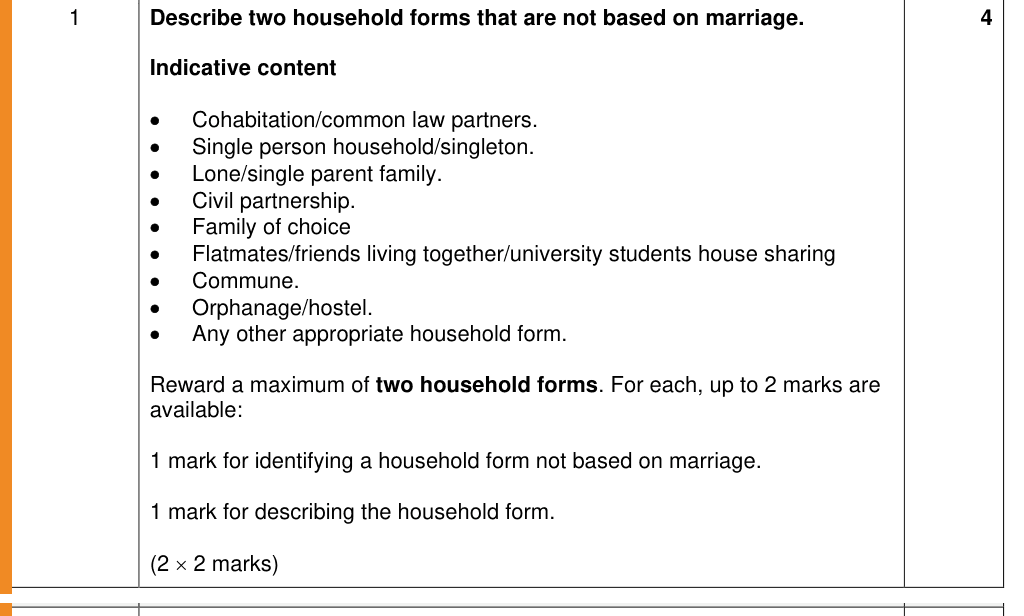 1 Describe two household forms that are not based on marriage. 4
Indicative content
• Cohabitation/common law partners.
• Single person household/singleton.
• Lone/single parent family.
• Civil partnership.
• Family of choice
• Flatmates/friends living together/university students house sharing
• Commune.
• Orphanage/hostel.
• Any other appropriate household form.
Reward a maximum of two household forms. For each, up to 2 marks are
available:
1 mark for identifying a household form not based on marriage.
1 mark for describing the household form.
(2 × 2 marks)